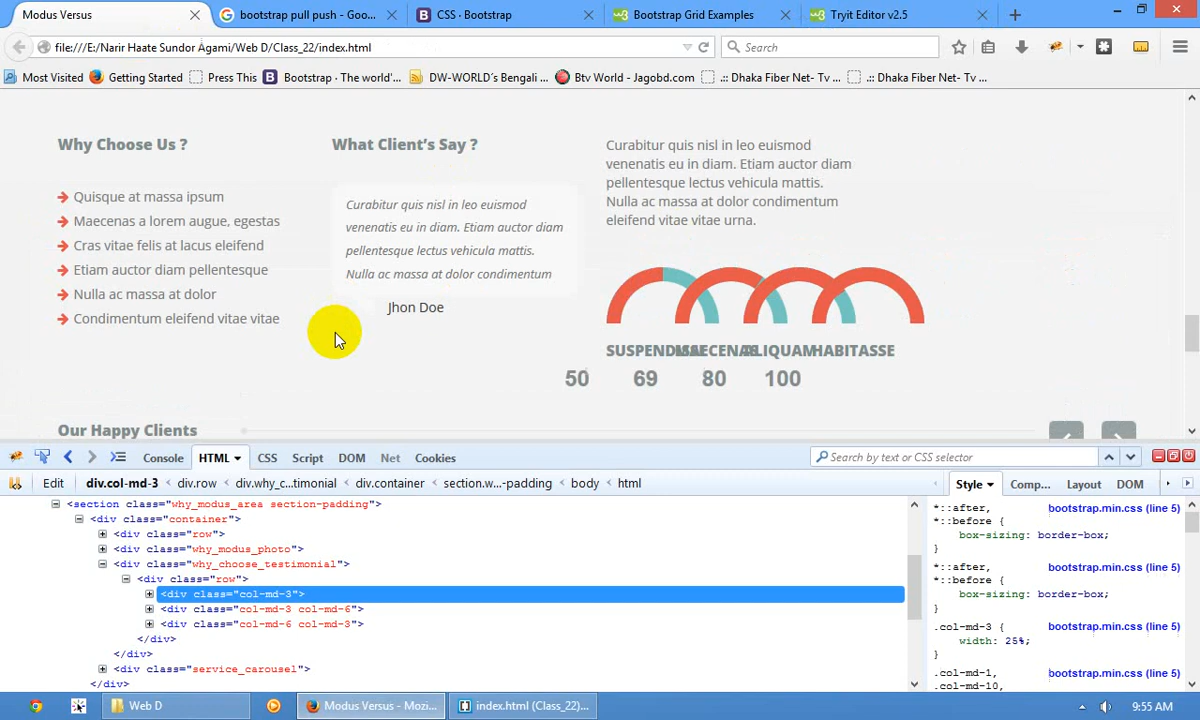 Modus Versus
bootstrap pull push - Goo...
CSS · Bootstrap
Bootstrap Grid Examples
Tryit Editor v2.5
file:///E:/Narir Haate Sundor Agami/Web D/Class_22/index.html
Search
Most Visited
Getting Started
Press This
Bootstrap · The world'...
DW-WORLD´s Bengali ...
Btv World - Jagobd.com
.:: Dhaka Fiber Net- Tv ...
.:: Dhaka Fiber Net- Tv ...
Why Choose Us ?
Quisque at massa ipsum
Maecenas a lorem augue, egestas
Cras vitae felis at lacus eleifend
Etiam auctor diam pellentesque
Nulla ac massa at dolor
Condimentum eleifend vitae vitae
What Client's Say ?
Curabitur quis nisl in leo euismod
venenatis eu in diam. Etiam auctor diam
pellentesque lectus vehicula mattis.
Nulla ac massa at dolor condimentum
Jhon Doe
Curabitur quis nisl in leo euismod
venenatis eu in diam. Etiam auctor diam
pellentesque lectus vehicula mattis.
Nulla ac massa at dolor condimentum
eleifend vitae vitae urna.
HABITASSE
50 69 80 100
Our Happy Clients
Console HTML CSS Script DOM Net Cookies
Search by text or CSS selector
Edit div.col-md-3 < div.row < div.why_c...timonial < div.container < section.w...-padding < body < html
Style Comp... Layout DOM
<section class="why_modus_area section-padding">
<div class="container">
<div class="row">
<div class="why_modus_photo">
<div class="why_choose_testimonial">
<div class="row">
<div class="col-md-3">
<div class="col-md-3 col-md-6">
<div class="col-md-6 col-md-3">
</div>
</div>
<div class="service_carousel">
</div>
*::after, bootstrap.min.css (line 5)
*::before {
box-sizing: border-box;
}
*::after, bootstrap.min.css (line 5)
*::before {
box-sizing: border-box;
}
.col-md-3 { bootstrap.min.css (line 5)
width: 25%;
}
.col-md-1, bootstrap.min.css (line 5)
.col-md-10,
Web D
Modus Versus - Mozi...
index.html (Class_22)...
9:55 AM